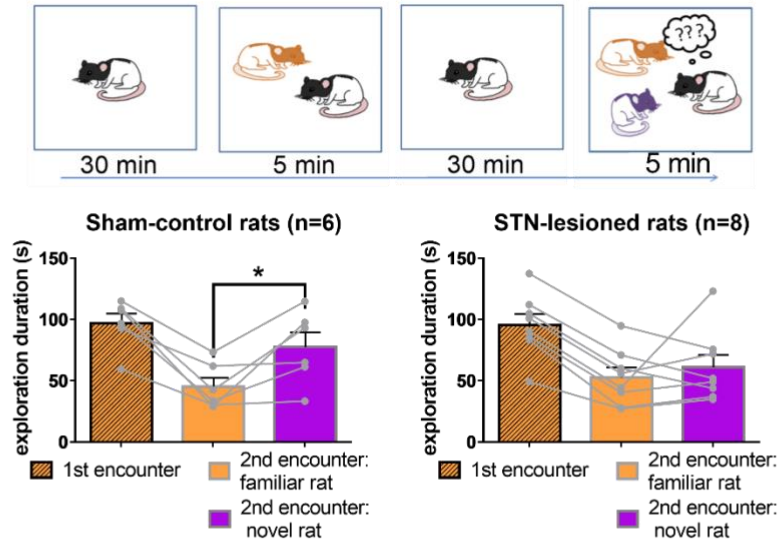 ???
30 min
5 min
30 min
5 min
Sham-control rats (n=6)
exploration duration (s)
150
100
50
0
*
1st encounter
2nd encounter:
familiar rat
2nd encounter:
novel rat
STN-lesioned rats (n=8)
exploration duration (s)
150
100
50
0
1st encounter
2nd encounter:
familiar rat
2nd encounter:
novel rat